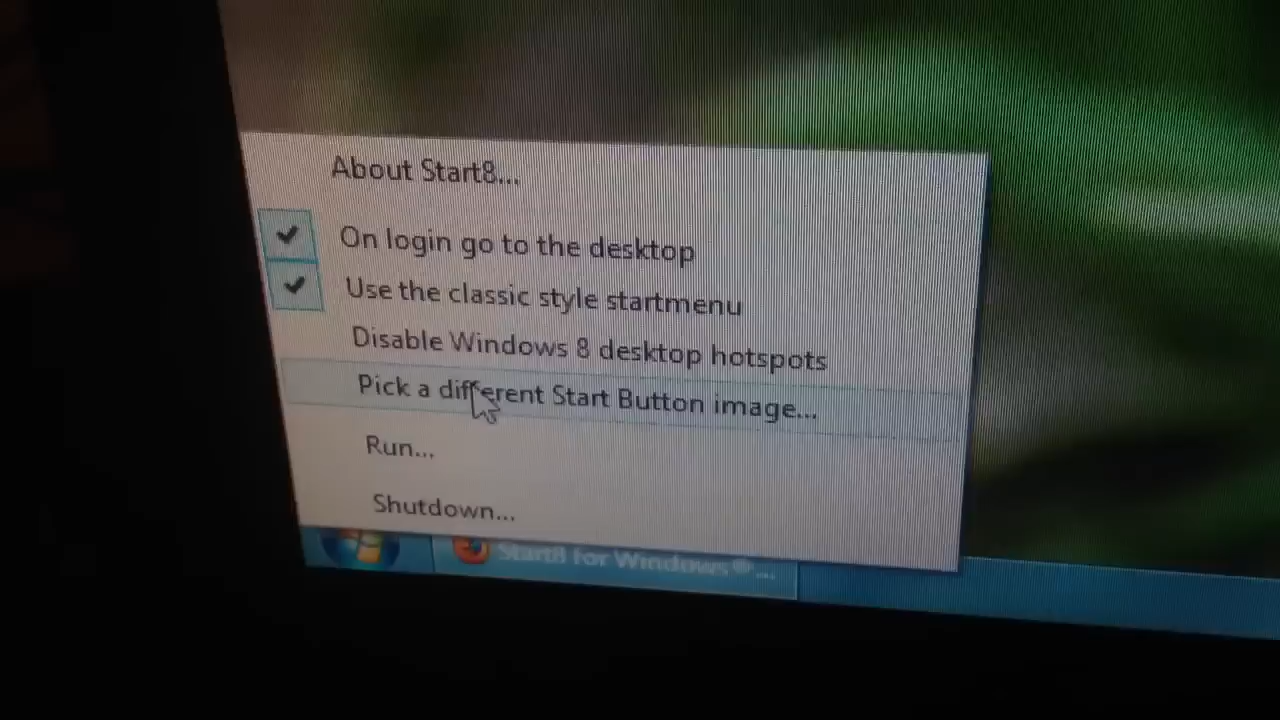 About Start8...
On login go to the desktop
Use the classic style startmenu
Disable Windows 8 desktop hotspots
Pick a different Start Button image...
Run...
Shutdown...
Start8 for Windows® ...